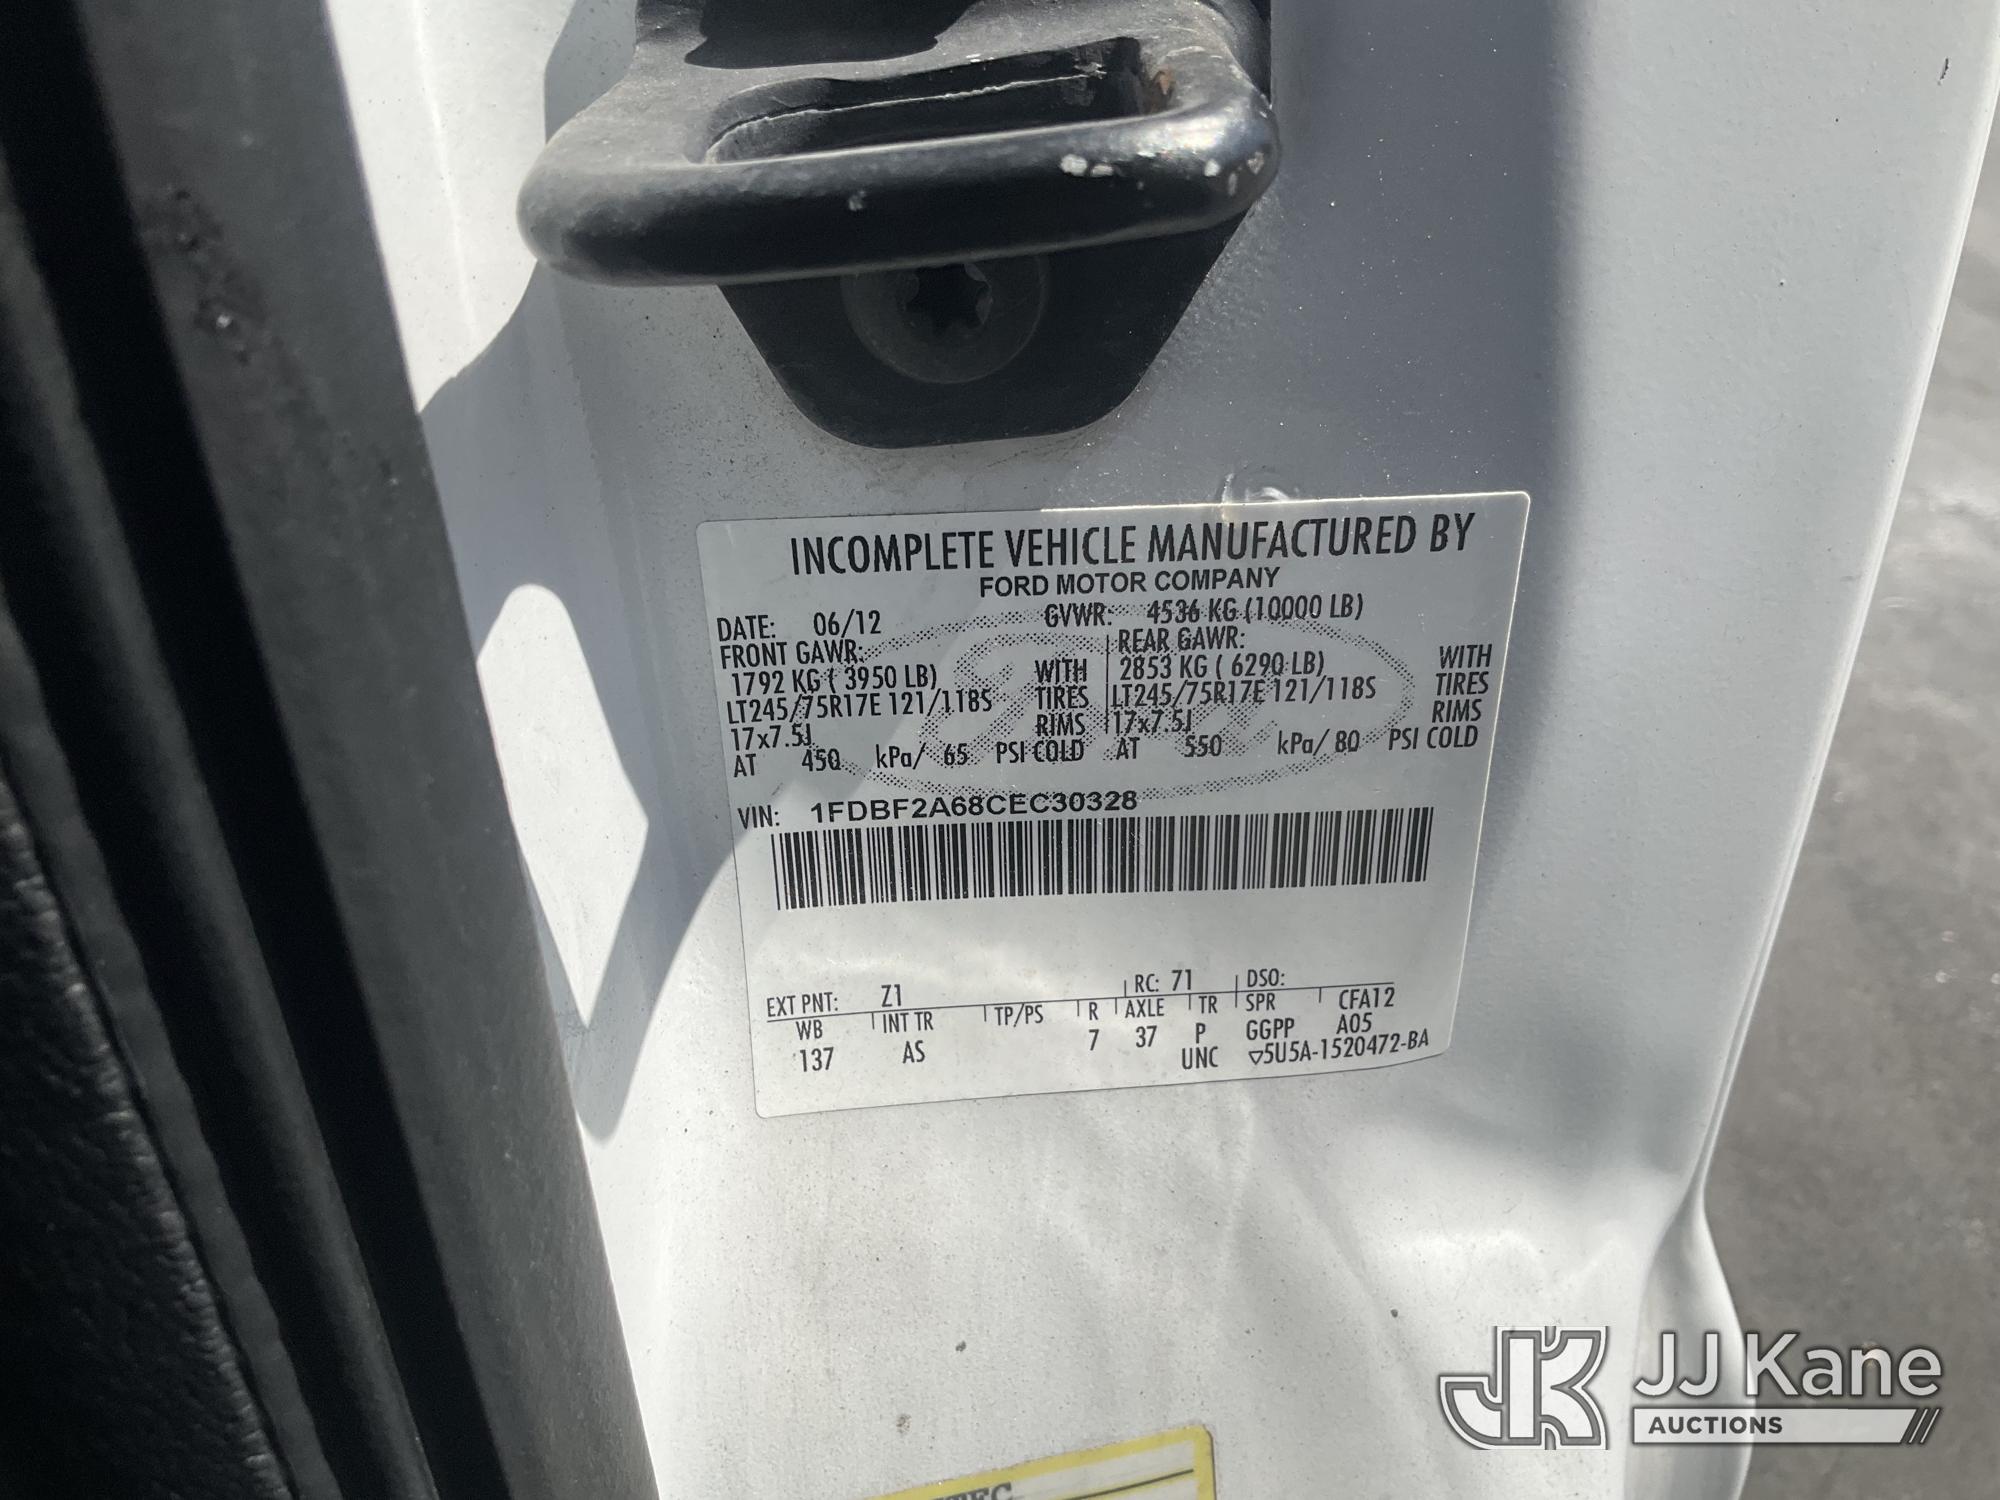 INCOMPLETE VEHICLE MANUFACTURED BY
FORD MOTOR COMPANY
DATE: 06/12 GVWR: 4536 KG (10000 LB)
FRONT GAWR: REAR GAWR:
1792 KG ( 3950 LB) WITH 2853 KG ( 6290 LB) WITH
LT245/75R17E 121/118S TIRES LT245/75R17E 121/118S TIRES
17x7.5J RIMS 17x7.5J RIMS
AT 450 kPa/ 65 PSI COLD AT 550 kPa/ 80 PSI COLD
VIN: 1FDBF2A68CEC30328
EXT PNT: Z1 RC: 71 DSO:
WB INT TR TP/PS R AXLE TR SPR CFA12
137 AS 7 37 P GGPP A05
UNC ▽5U5A-1520472-BA
JK JJ Kane
AUCTIONS